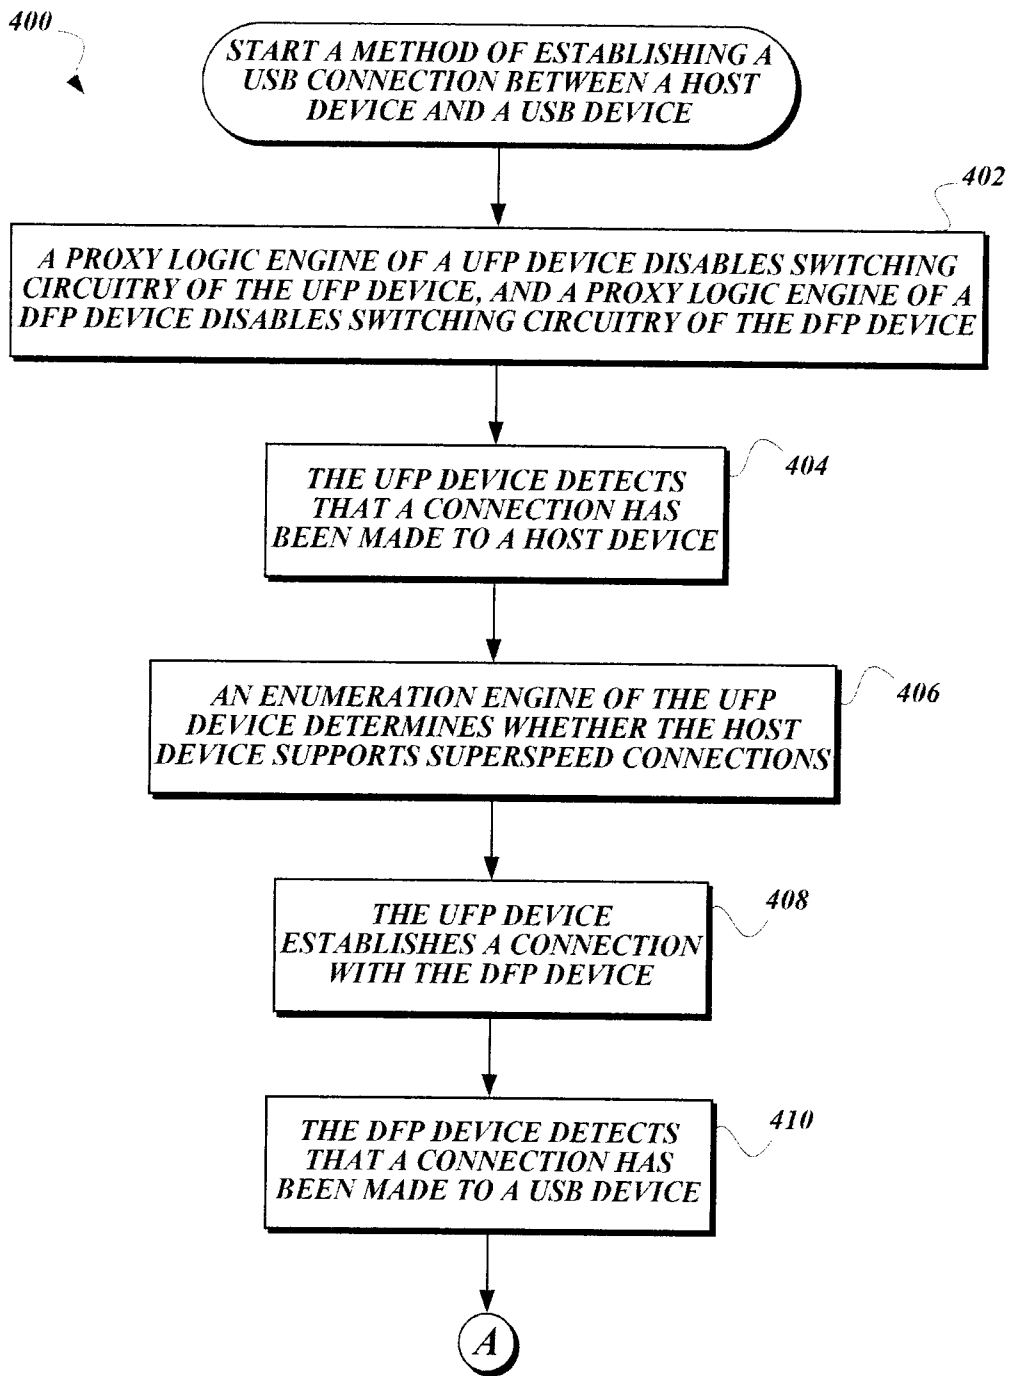 400
START A METHOD OF ESTABLISHING A
USB CONNECTION BETWEEN A HOST
DEVICE AND A USB DEVICE
402
A PROXY LOGIC ENGINE OF A UFP DEVICE DISABLES SWITCHING
CIRCUITRY OF THE UFP DEVICE, AND A PROXY LOGIC ENGINE OF A
DFP DEVICE DISABLES SWITCHING CIRCUITRY OF THE DFP DEVICE
404
THE UFP DEVICE DETECTS
THAT A CONNECTION HAS
BEEN MADE TO A HOST DEVICE
406
AN ENUMERATION ENGINE OF THE UFP
DEVICE DETERMINES WHETHER THE HOST
DEVICE SUPPORTS SUPERSPEED CONNECTIONS
408
THE UFP DEVICE
ESTABLISHES A CONNECTION
WITH THE DFP DEVICE
410
THE DFP DEVICE DETECTS
THAT A CONNECTION HAS
BEEN MADE TO A USB DEVICE
A